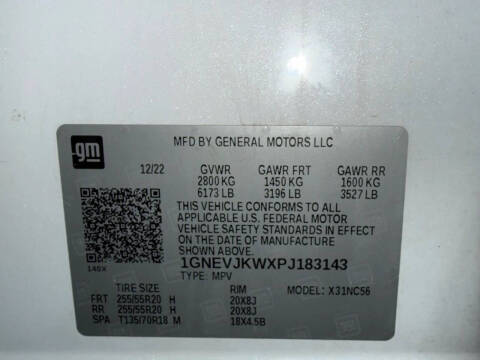 gm
MFD BY GENERAL MOTORS LLC
12/22 GVWR GAWR FRT GAWR RR
2800 KG 1450 KG 1600 KG
6173 LB 3196 LB 3527 LB
THIS VEHICLE CONFORMS TO ALL
APPLICABLE U.S. FEDERAL MOTOR
VEHICLE SAFETY STANDARDS IN EFFECT
ON THE DATE OF MANUFACTURE SHOWN ABOVE.
1GNEVJKWXPJ183143
149X TYPE: MPV
TIRE SIZE RIM MODEL: X31NC56
FRT 255/55R20 H 20X8J
RR 255/55R20 H 20X8J
SPA T135/70R18 M 18X4.5B